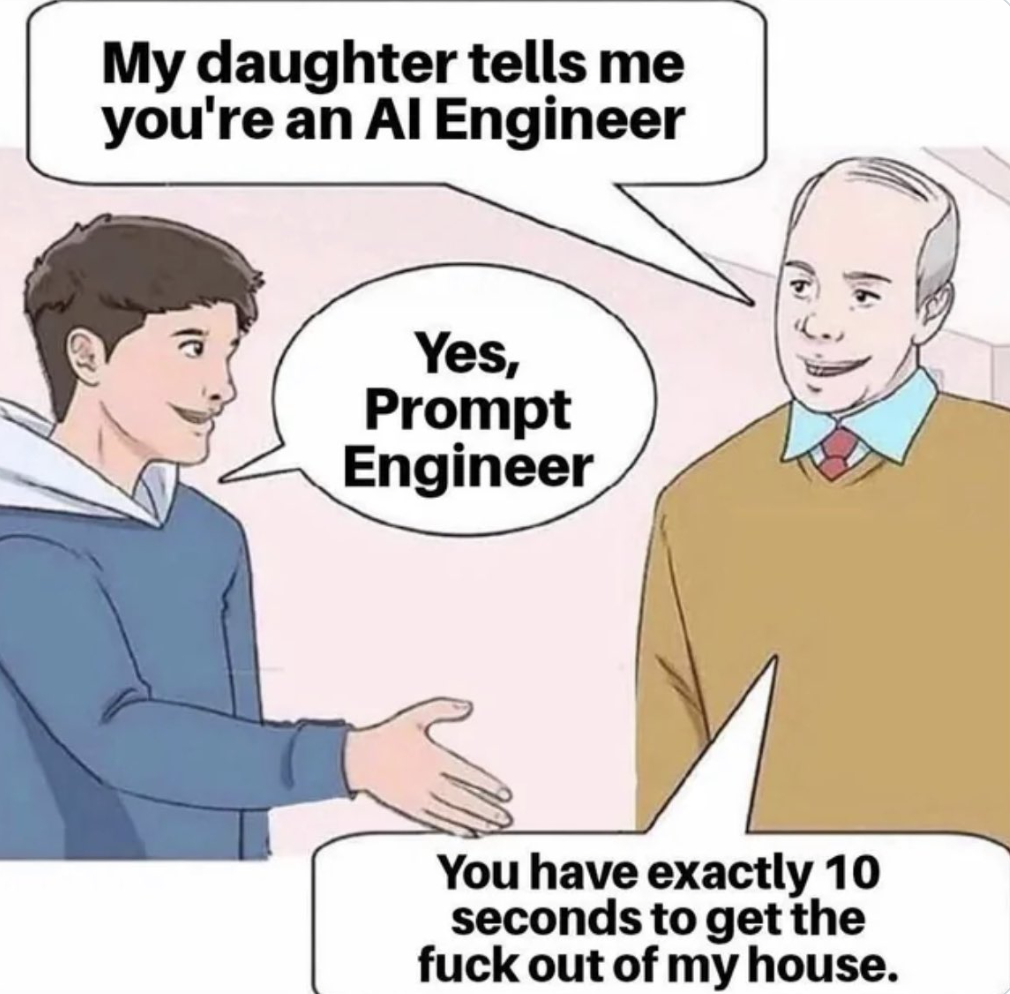 My daughter tells me
you're an AI Engineer
Yes,
Prompt
Engineer
You have exactly 10
seconds to get the
fuck out of my house.